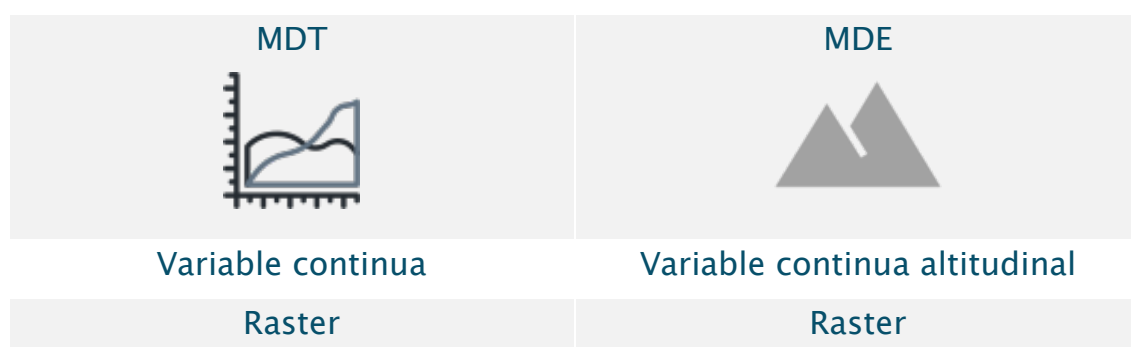 MDT
MDE
Variable continua
Variable continua altitudinal
Raster
Raster